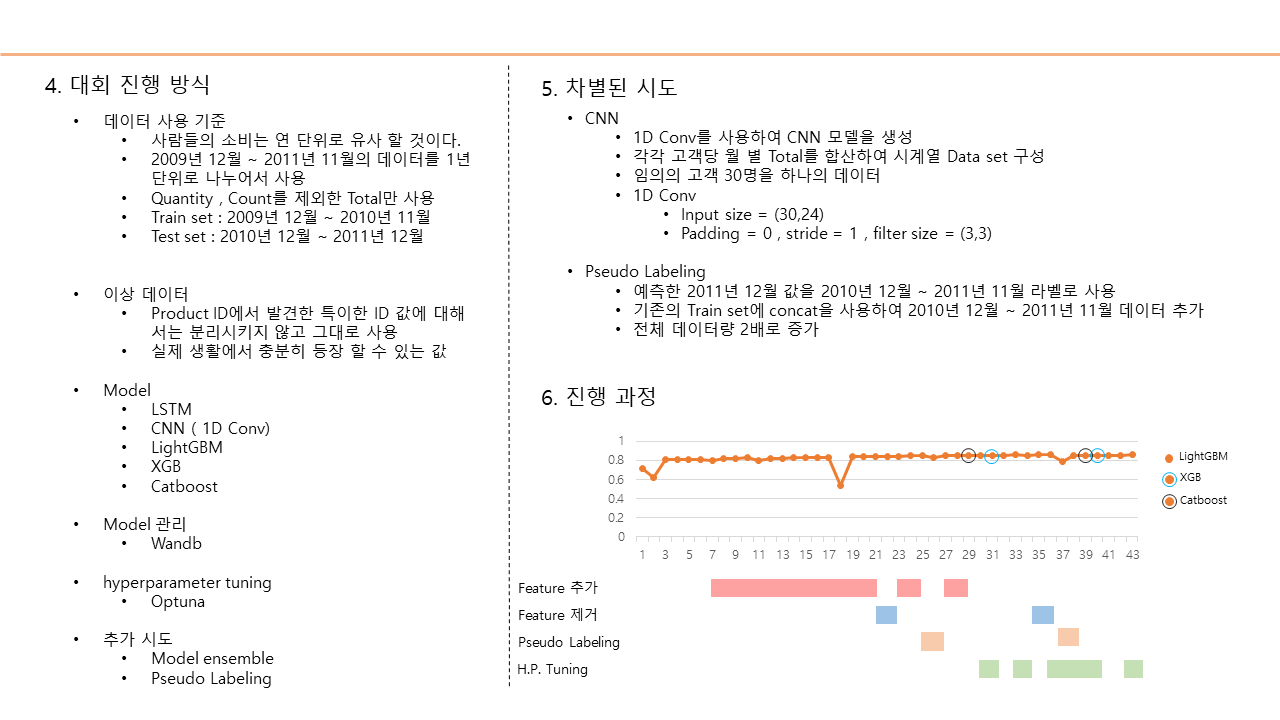 4. 대회 진행 방식
• 데이터 사용 기준
• 사람들의 소비는 연 단위로 유사 할 것이다.
• 2009년 12월 ~ 2011년 11월의 데이터를 1년
단위로 나누어서 사용
• Quantity , Count를 제외한 Total만 사용
• Train set : 2009년 12월 ~ 2010년 11월
• Test set : 2010년 12월 ~ 2011년 12월
• 이상 데이터
• Product ID에서 발견한 특이한 ID 값에 대해
서는 분리시키지 않고 그대로 사용
• 실제 생활에서 충분히 등장 할 수 있는 값
• Model
• LSTM
• CNN ( 1D Conv)
• LightGBM
• XGB
• Catboost
• Model 관리
• Wandb
• hyperparameter tuning
• Optuna
• 추가 시도
• Model ensemble
• Pseudo Labeling
5. 차별된 시도
• CNN
• 1D Conv를 사용하여 CNN 모델을 생성
• 각각 고객당 월 별 Total를 합산하여 시계열 Data set 구성
• 임의의 고객 30명을 하나의 데이터
• 1D Conv
• Input size = (30,24)
• Padding = 0 , stride = 1 , filter size = (3,3)
• Pseudo Labeling
• 예측한 2011년 12월 값을 2010년 12월 ~ 2011년 11월 라벨로 사용
• 기존의 Train set에 concat을 사용하여 2010년 12월 ~ 2011년 11월 데이터 추가
• 전체 데이터량 2배로 증가
6. 진행 과정
1
0.8
0.6
0.4
0.2
0
1 3 5 7 9 11 13 15 17 19 21 23 25 27 29 31 33 35 37 39 41 43
LightGBM
XGB
Catboost
Feature 추가
Feature 제거
Pseudo Labeling
H.P. Tuning